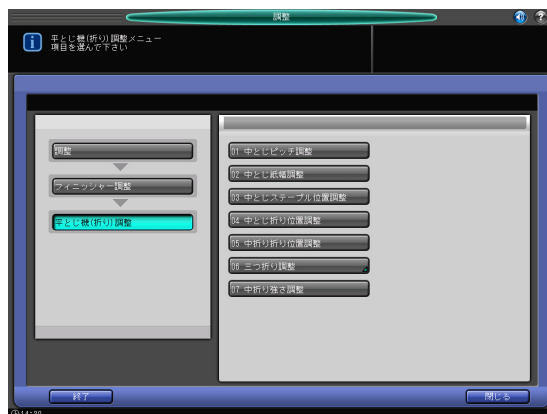 調整
平とじ機(折り)調整メニュー
項目を選んで下さい
調整
フィニッシャー調整
平とじ機(折り)調整
01 中とじピッチ調整
02 中とじ紙幅調整
03 中とじステープル位置調整
04 中とじ折り位置調整
05 中折り折り位置調整
06 三つ折り調整
07 中折り強さ調整
終了
閉じる
14:30